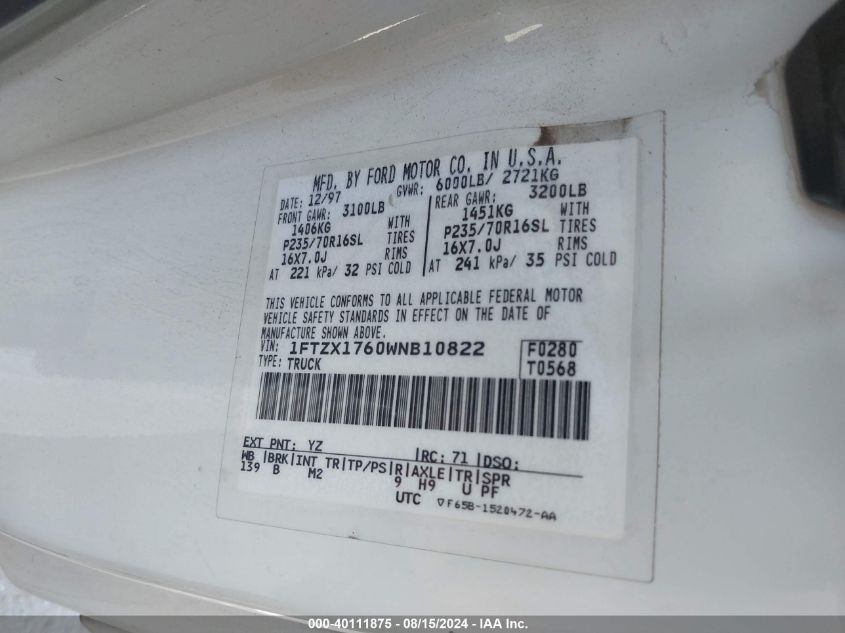 MFD. BY FORD MOTOR CO. IN U.S.A.
DATE: 12/97 GVWR: 6000LB/ 2721KG
FRONT GAWR: 3100LB REAR GAWR: 3200LB
1406KG WITH 1451KG WITH
P235/70R16SL TIRES P235/70R16SL TIRES
16X7.0J RIMS 16X7.0J RIMS
AT 221 kPa/ 32 PSI COLD AT 241 kPa/ 35 PSI COLD
THIS VEHICLE CONFORMS TO ALL APPLICABLE FEDERAL MOTOR
VEHICLE SAFETY STANDARDS IN EFFECT ON THE DATE OF
MANUFACTURE SHOWN ABOVE.
VIN: 1FTZX1760WNB10822 F0280
TYPE: TRUCK T0568
EXT PNT: YZ RC: 71 DSO:
WB BRK INT TR TP/PS R AXLE TR SPR
139 B M2 9 H9 U PF
UTC F65B-1520472-AA
000-40111875 - 08/15/2024 - IAA Inc.